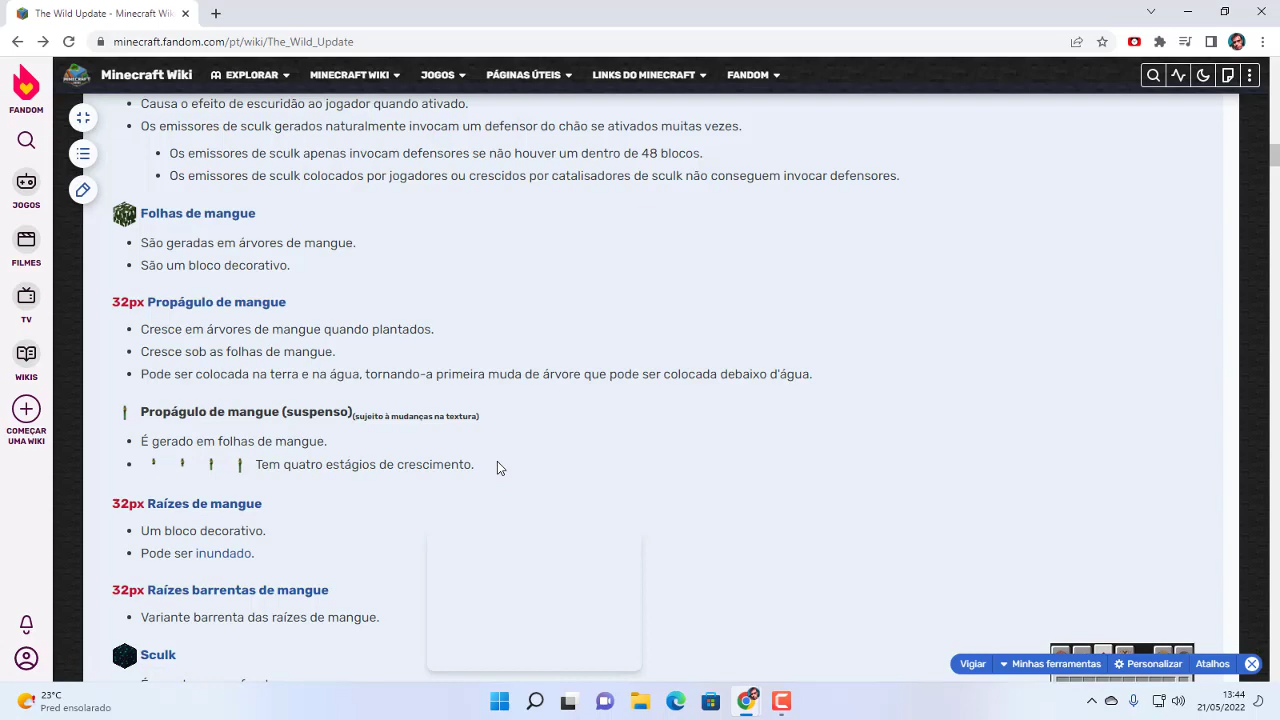 The Wild Update - Minecraft Wik
minecraft.fandom.com/pt/wiki/The_Wild_Update
FANDOM
Minecraft Wiki
EXPLORAR
MINECRAFT WIKI
JOGOS
PÁGINAS ÚTEIS
LINKS DO MINECRAFT
FANDOM
JOGOS
FILMES
TV
WIKIS
COMEÇAR
UMA WIKI
Causa o efeito de escuridão ao jogador quando ativado.
Os emissores de sculk gerados naturalmente invocam um defensor do chão se ativados muitas vezes.
Os emissores de sculk apenas invocam defensores se não houver um dentro de 48 blocos.
Os emissores de sculk colocados por jogadores ou crescidos por catalisadores de sculk não conseguem invocar defensores.
Folhas de mangue
São geradas em árvores de mangue.
São um bloco decorativo.
32px Propágulo de mangue
Cresce em árvores de mangue quando plantados.
Cresce sob as folhas de mangue.
Pode ser colocada na terra e na água, tornando-a primeira muda de árvore que pode ser colocada debaixo d'água.
Propágulo de mangue (suspenso)(sujeito à mudanças na textura)
É gerado em folhas de mangue.
Tem quatro estágios de crescimento.
32px Raízes de mangue
Um bloco decorativo.
Pode ser inundado.
32px Raízes barrentas de mangue
Variante barrenta das raízes de mangue.
Sculk
Vigiar
Minhas ferramentas
Personalizar
Atalhos
23°C
Pred ensolarado
13:44
21/05/2022